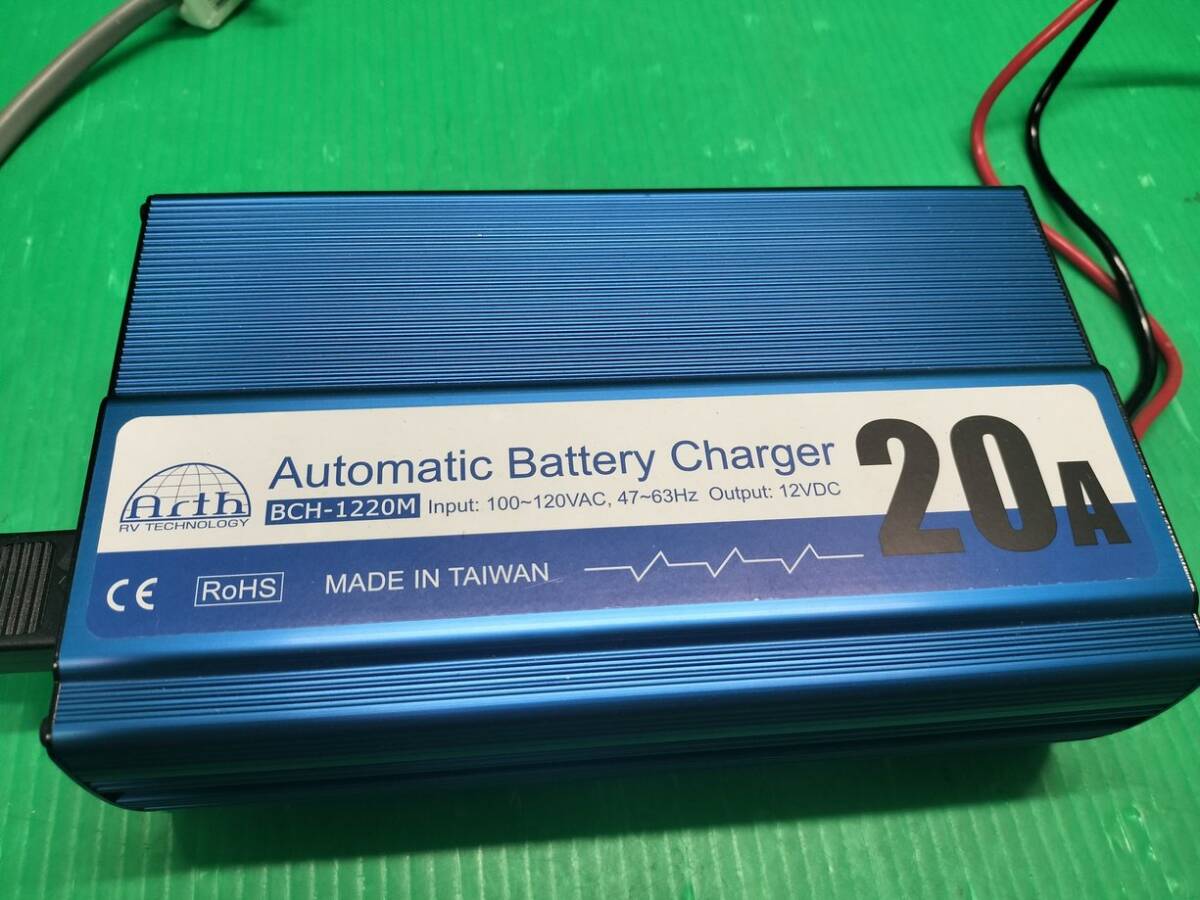 Arth
RV TECHNOLOGY
Automatic Battery Charger
BCH-1220M Input: 100~120VAC, 47~63Hz Output: 12VDC
20A
CE RoHS MADE IN TAIWAN